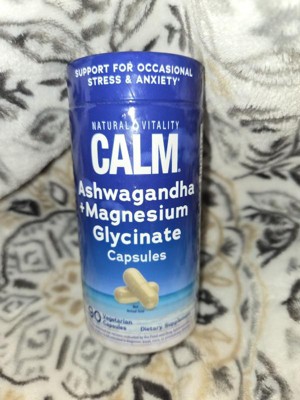 SUPPORT FOR OCCASIONAL
STRESS & ANXIETY*
NATURAL VITALITY
CALM®
Ashwagandha
+Magnesium
Glycinate
Capsules
Vegetarian
Capsules
Dietary Supplement